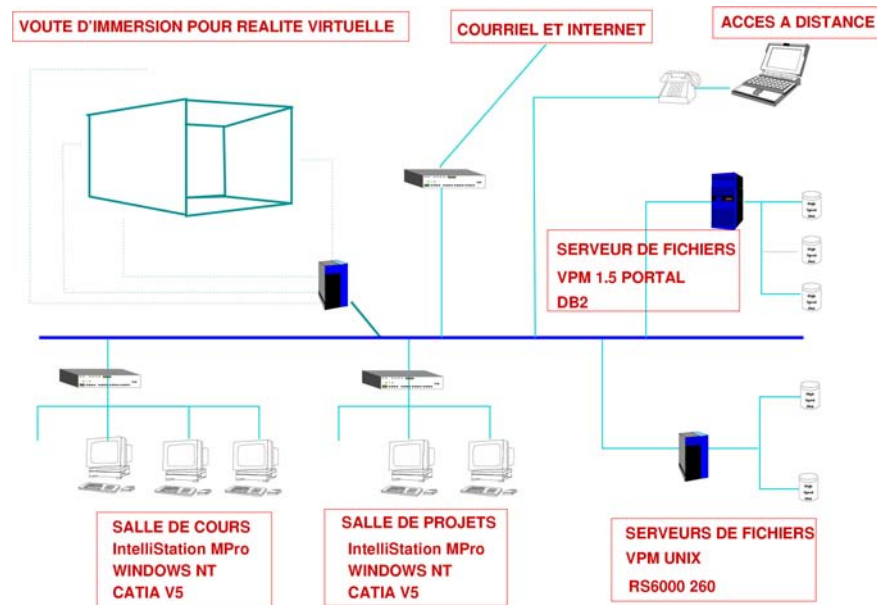 VOUTE D'IMMERSION POUR REALITE VIRTUELLE
COURRIEL ET INTERNET
ACCES A DISTANCE
SERVEUR DE FICHIERS
VPM 1.5 PORTAL
DB2
SALLE DE COURS
IntelliStation MPro
WINDOWS NT
CATIA V5
SALLE DE PROJETS
IntelliStation MPro
WINDOWS NT
CATIA V5
SERVEURS DE FICHIERS
VPM UNIX
RS6000 260